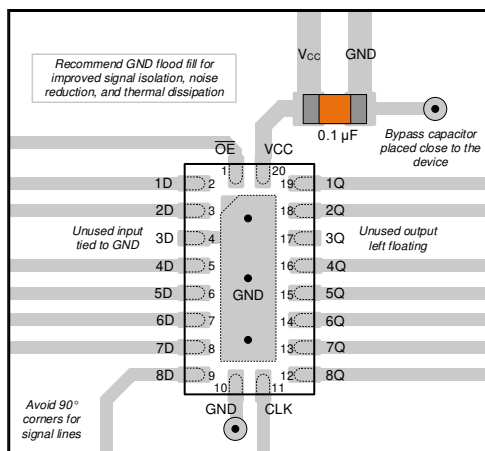 Recommend GND flood fill for
improved signal isolation, noise
reduction, and thermal dissipation
VCC GND
0.1 µF
Bypass capacitor
placed close to the
device
OE VCC
1 20
1D 2 19 1Q
2D 3 18 2Q
Unused input
tied to GND
3D 4 17 3Q
Unused output
left floating
4D 5 16 4Q
5D 6 15 5Q
GND
6D 7 14 6Q
7D 8 13 7Q
8D 9 12 8Q
10 11
GND CLK
Avoid 90°
corners for
signal lines